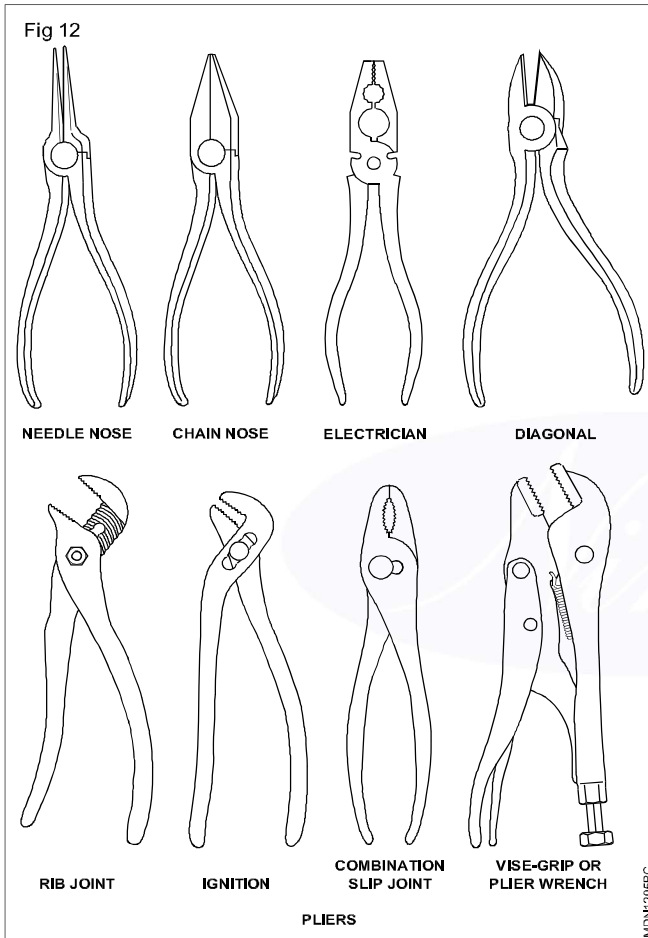 Fig 12
NEEDLE NOSE
CHAIN NOSE
ELECTRICIAN
DIAGONAL
RIB JOINT
IGNITION
COMBINATION
SLIP JOINT
VISE-GRIP OR
PLIER WRENCH
PLIERS